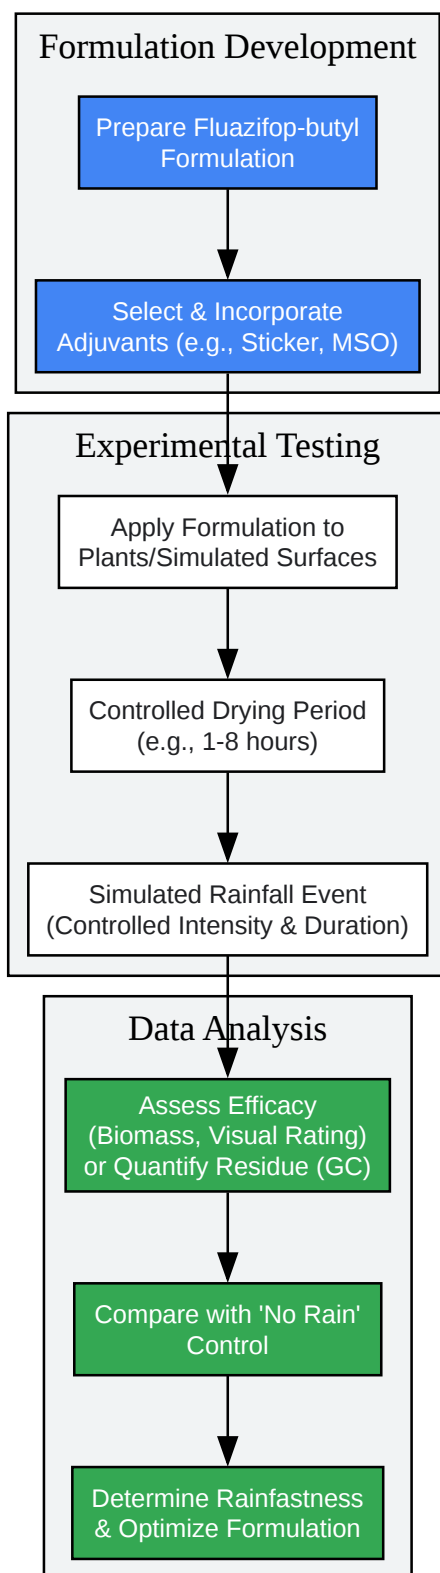 Formulation Development
Prepare Fluazifop-butyl
Formulation
Select & Incorporate
Adjuvants (e.g., Sticker, MSO)
Experimental Testing
Apply Formulation to
Plants/Simulated Surfaces
Controlled Drying Period
(e.g., 1-8 hours)
Simulated Rainfall Event
(Controlled Intensity & Duration)
Data Analysis
Assess Efficacy
(Biomass, Visual Rating)
or Quantify Residue (GC)
Compare with 'No Rain'
Control
Determine Rainfastness
& Optimize Formulation